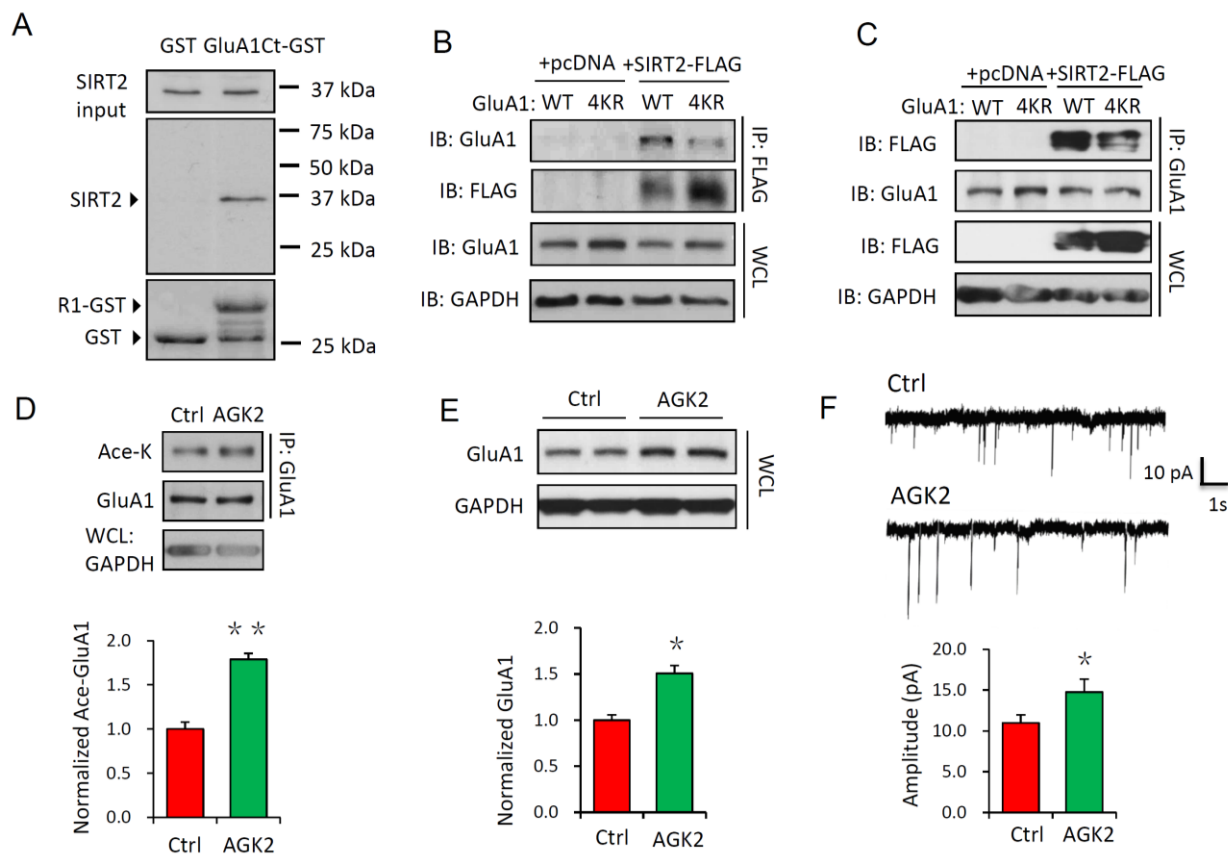 A
GST GluA1Ct-GST
SIRT2 input
37 kDa
75 kDa
50 kDa
SIRT2
37 kDa
25 kDa
R1-GST
GST
25 kDa
B
+pcDNA +SIRT2-FLAG
GluA1: WT 4KR WT 4KR
IB: GluA1
IB: FLAG
IP: FLAG
IB: GluA1
IB: GAPDH
WCL
C
+pcDNA +SIRT2-FLAG
GluA1: WT 4KR WT 4KR
IB: FLAG
IB: GluA1
IP: GluA1
IB: FLAG
IB: GAPDH
WCL
D
Ctrl AGK2
Ace-K
GluA1
IP: GluA1
WCL:
GAPDH
Normalized Ace-GluA1
2.0
1.5
1.0
0.5
0.0
* *
Ctrl AGK2
E
Ctrl AGK2
GluA1
GAPDH
WCL
Normalized GluA1
2.0
1.5
1.0
0.5
0.0
*
Ctrl AGK2
F
Ctrl
10 pA
1s
AGK2
Amplitude (pA)
20.0
15.0
10.0
5.0
0.0
*
Ctrl AGK2